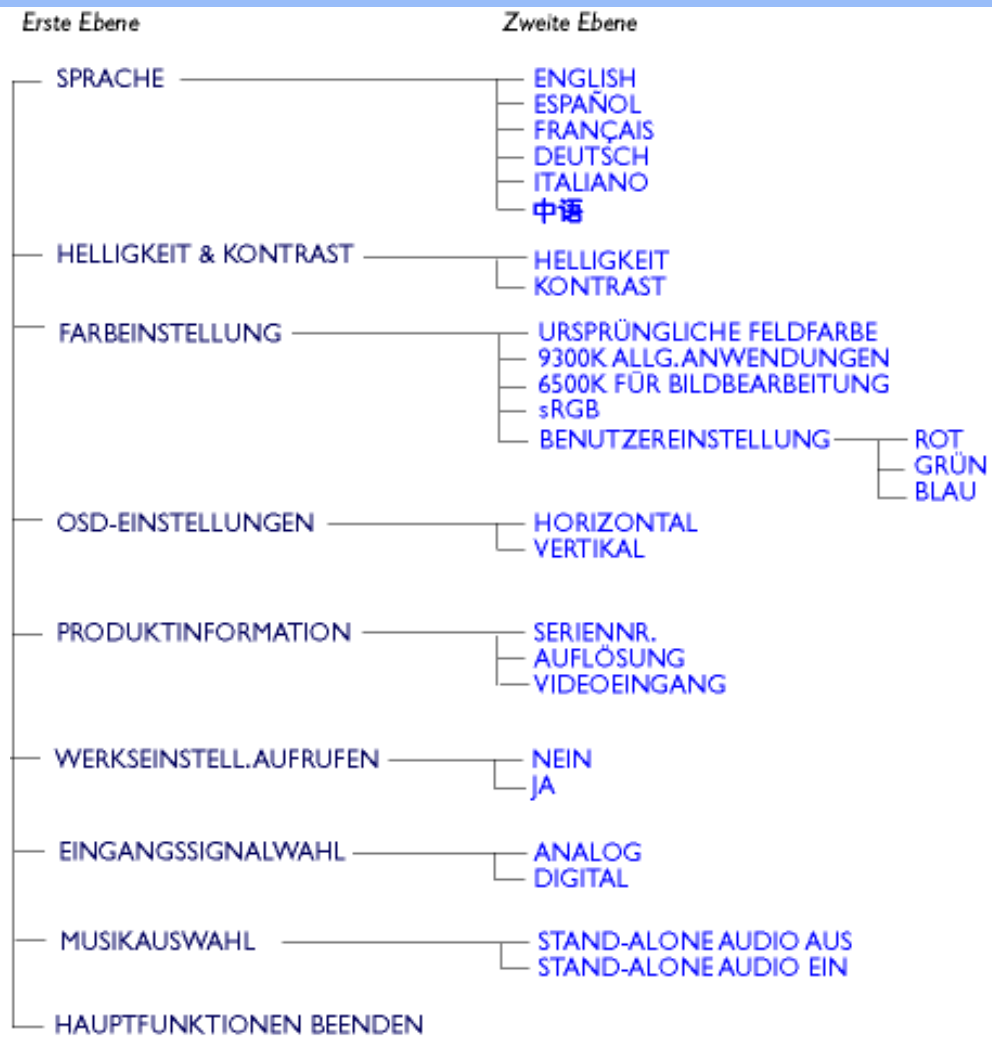 Erste Ebene Zweite Ebene
SPRACHE ENGLISH
ESPAÑOL
FRANÇAIS
DEUTSCH
ITALIANO
中语
HELLIGKEIT & KONTRAST HELLIGKEIT
KONTRAST
FARBEINSTELLUNG URSPRÜNGLICHE FELDFARBE
9300K ALLG.ANWENDUNGEN
6500K FÜR BILDBEARBEITUNG
sRGB
BENUTZEREINSTELLUNG ROT
GRÜN
BLAU
OSD-EINSTELLUNGEN HORIZONTAL
VERTIKAL
PRODUKTINFORMATION SERIENNR.
AUFLÖSUNG
VIDEOEINGANG
WERKSEINSTELL.AUFRUFEN NEIN
JA
EINGANGSSIGNALWAHL ANALOG
DIGITAL
MUSIKAUSWAHL STAND-ALONE AUDIO AUS
STAND-ALONE AUDIO EIN
HAUPTFUNKTIONEN BEENDEN